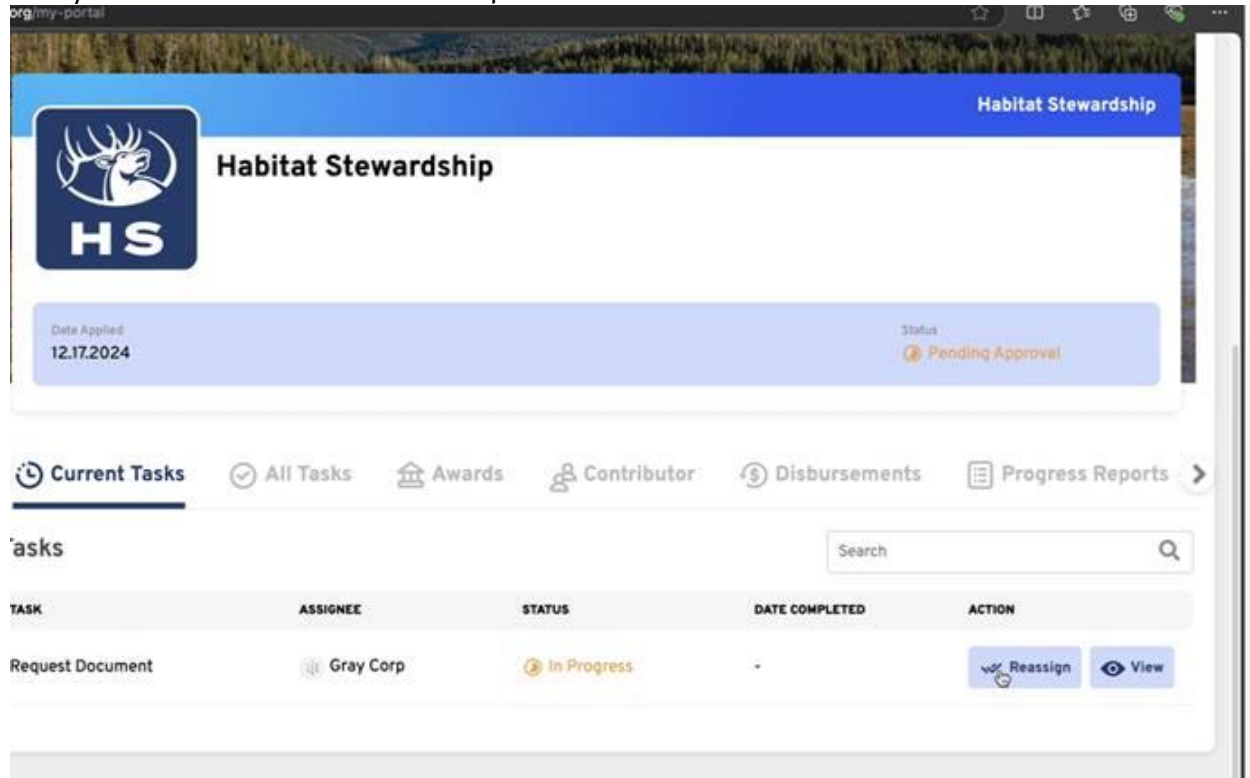 org/my-portal
Habitat Stewardship
HS
Habitat Stewardship
Date Applied
12.17.2024
Status
Pending Approval
Current Tasks All Tasks Awards Contributor Disbursements Progress Reports
asks
Search
TASK ASSIGNEE STATUS DATE COMPLETED ACTION
Request Document Gray Corp In Progress - Reassign View